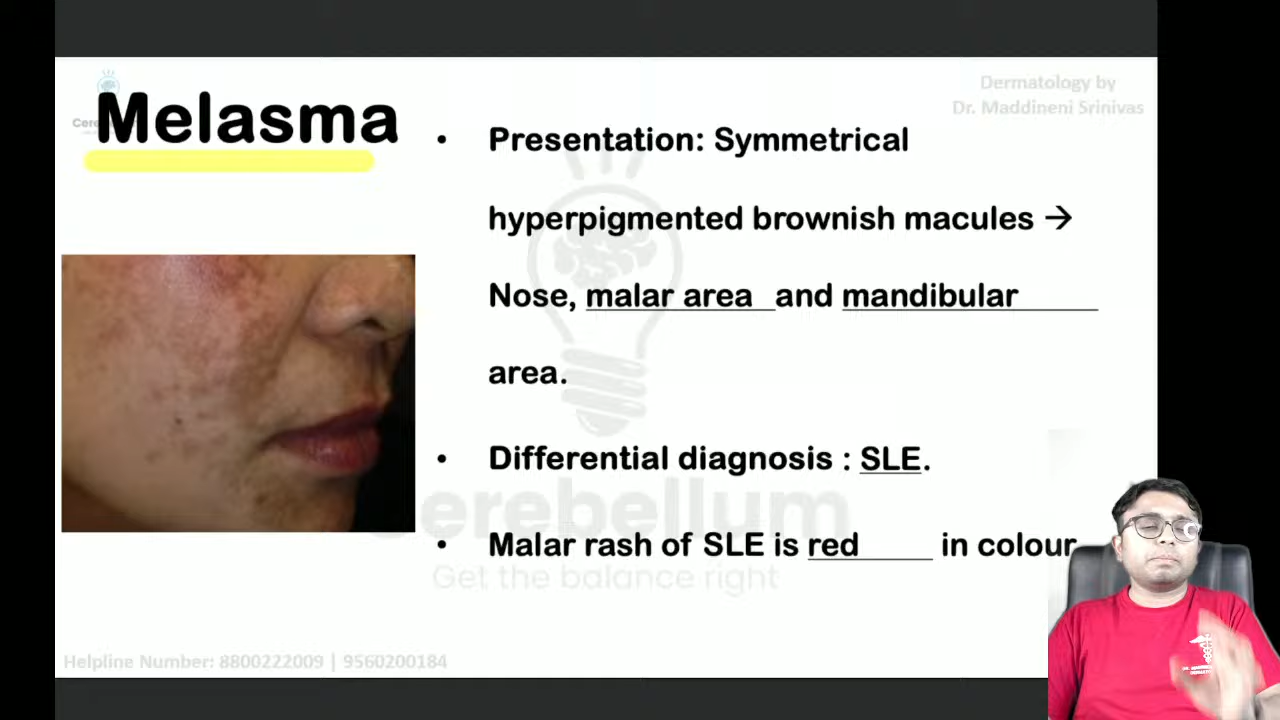 Melasma
Dermatology by
Dr. Maddineni Srinivas
• Presentation: Symmetrical
hyperpigmented brownish macules →
Nose, malar area and mandibular
area.
• Differential diagnosis : SLE.
• Malar rash of SLE is red in colour
Cerebellum
Get the balance right
Helpline Number: 8800222009 | 9560200184